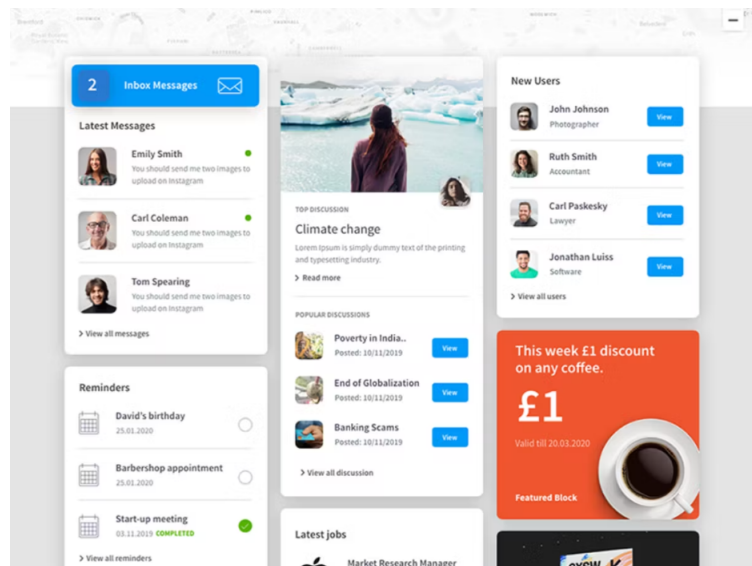 2
Inbox Messages
Latest Messages
Emily Smith
You should send me two images to
upload on Instagram
Carl Coleman
You should send me two images to
upload on Instagram
Tom Spearing
You should send me two images to
upload on Instagram
View all messages
Reminders
David's birthday
25.01.2020
Barbershop appointment
25.01.2020
Start-up meeting
03.11.2019 COMPLETED
View all reminders
TOP DISCUSSION
Climate change
Lorem Ipsum is simply dummy text of the printing
and typesetting industry.
Read more
POPULAR DISCUSSIONS
Poverty in India..
Posted: 10/11/2019
View
End of Globalization
Posted: 10/11/2019
View
Banking Scams
Posted: 10/11/2019
View
View all discussion
Latest jobs
Market Research Manager
New Users
John Johnson
Photographer
View
Ruth Smith
Accountant
View
Carl Paskesky
Lawyer
View
Jonathan Luiss
Software
View
View all users
This week £1 discount
on any coffee.
£1
Valid till 20.03.2020
Featured Block